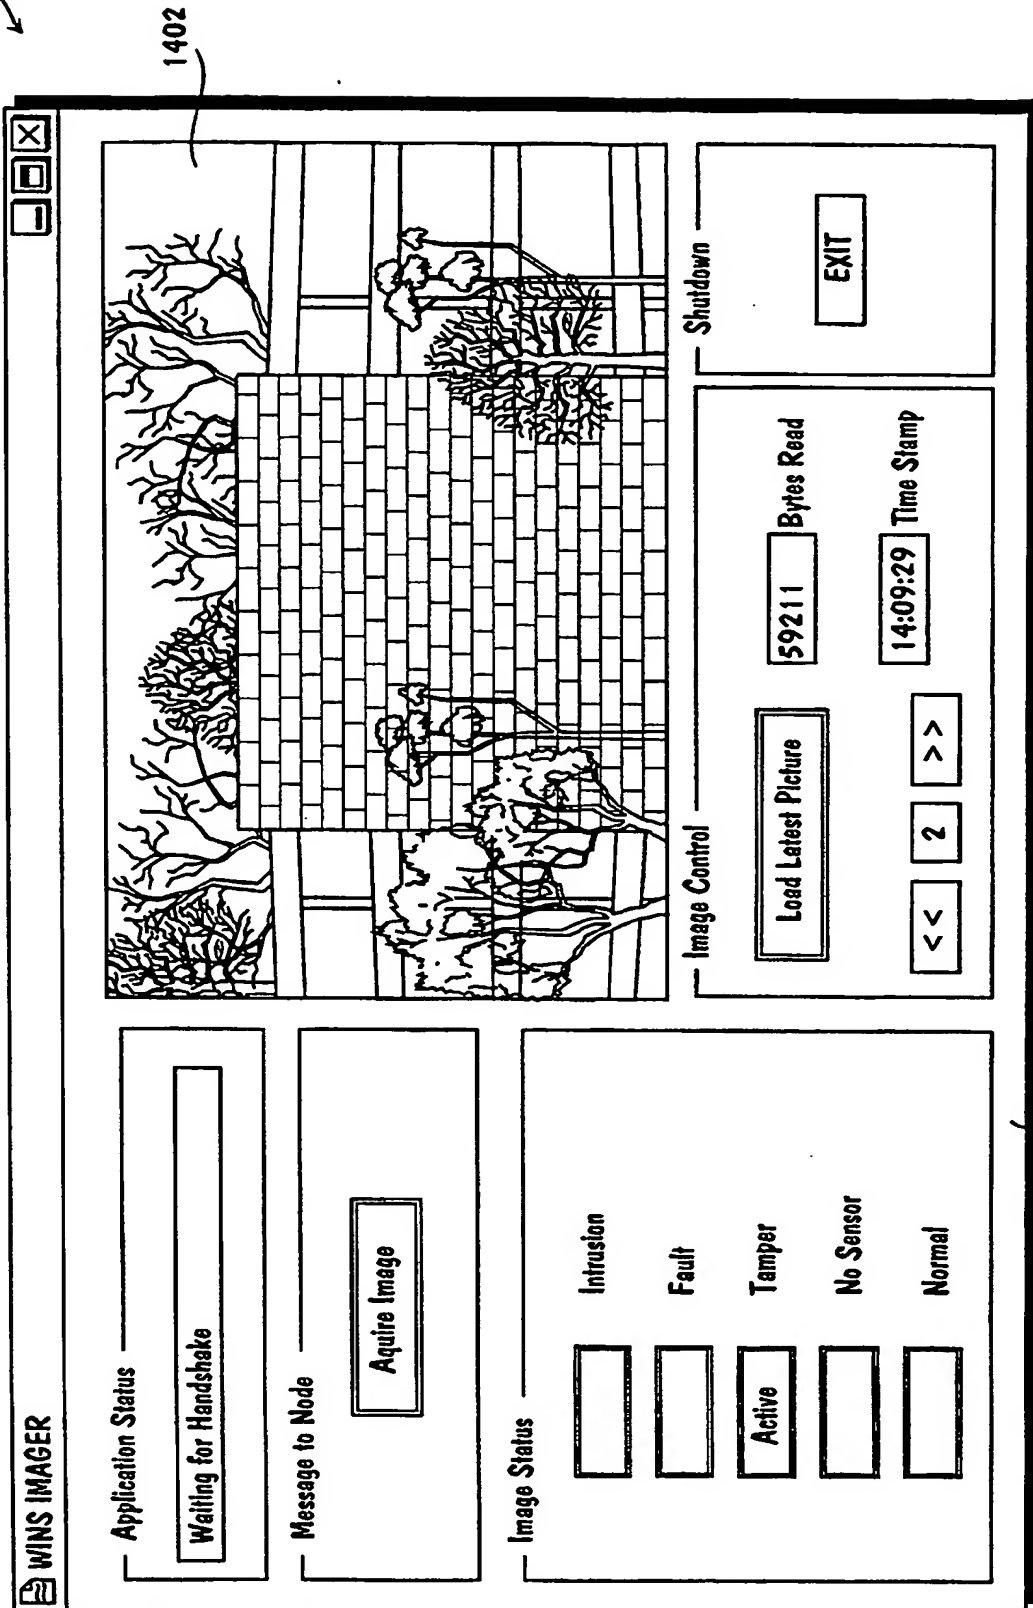 WINS IMAGER
1402
Application Status
Waiting for Handshake
Message to Node
Aquire Image
Image Status
Intrusion
Fault
Active Tamper
No Sensor
Normal
Image Control
Load Latest Picture
59211 Bytes Read
14:09:29 Time Stamp
<< 2 >>
Shutdown
EXIT